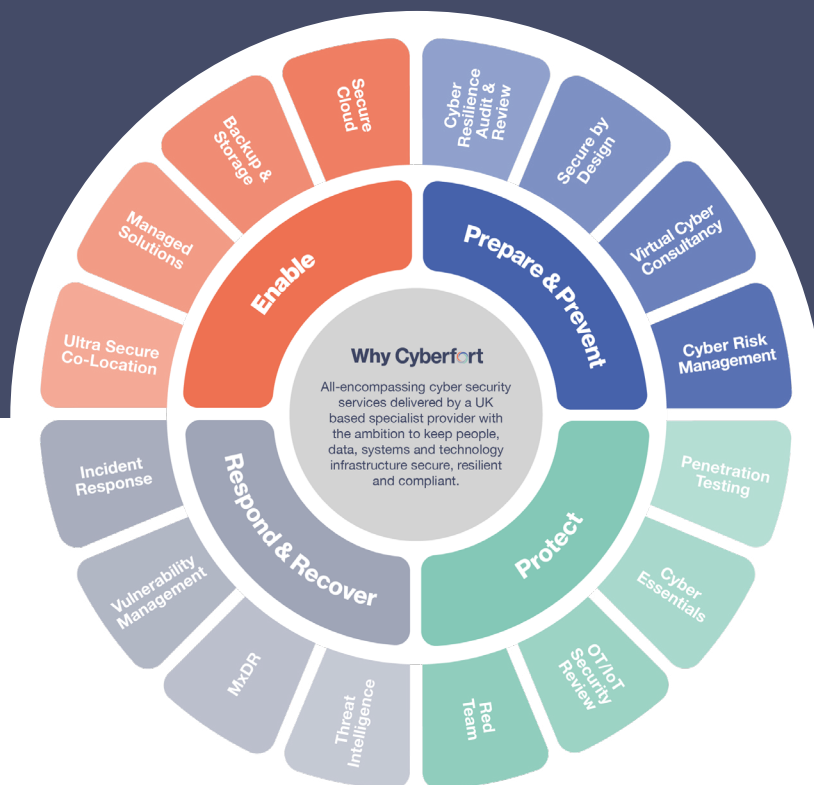 Secure
Cloud
Cyber
Resilience
Audit &
Review
Backup &
Storage
Secure by
Design
Managed
Solutions
Virtual Cyber
Consultancy
Enable
Prepare & Prevent
Ultra Secure
Co-Location
Cyber Risk
Management
Why Cyberfort
All-encompassing cyber security
services delivered by a UK
based specialist provider with
the ambition to keep people,
data, systems and technology
infrastructure secure, resilient
and compliant.
Incident
Response
Respond & Recover
Protect
Penetration
Testing
Vulnerability
Management
Cyber
Essentials
MxDR
OT/IoT
Security
Review
Threat
Intelligence
Red
Team